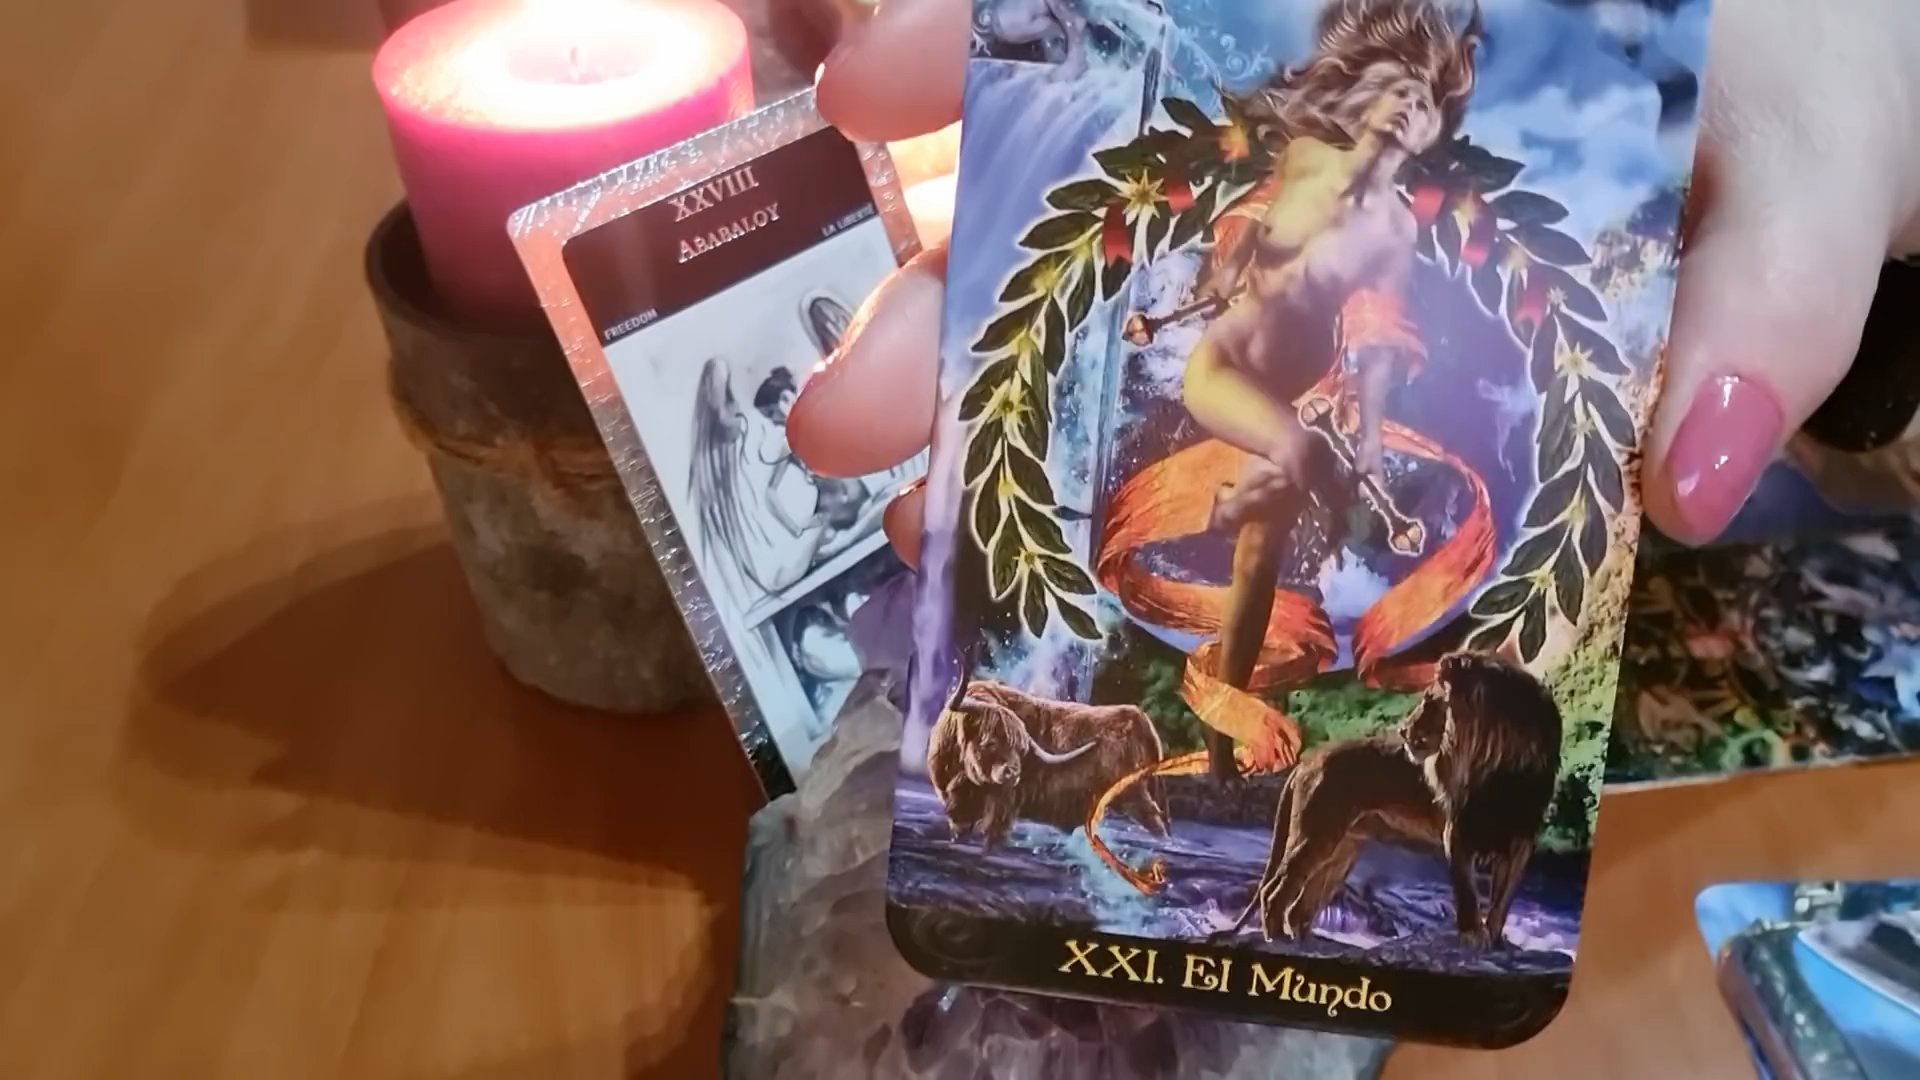 XXVIII
ABABALOY
LA LIBERTÉ
FREEDOM
XXI. El Mundo